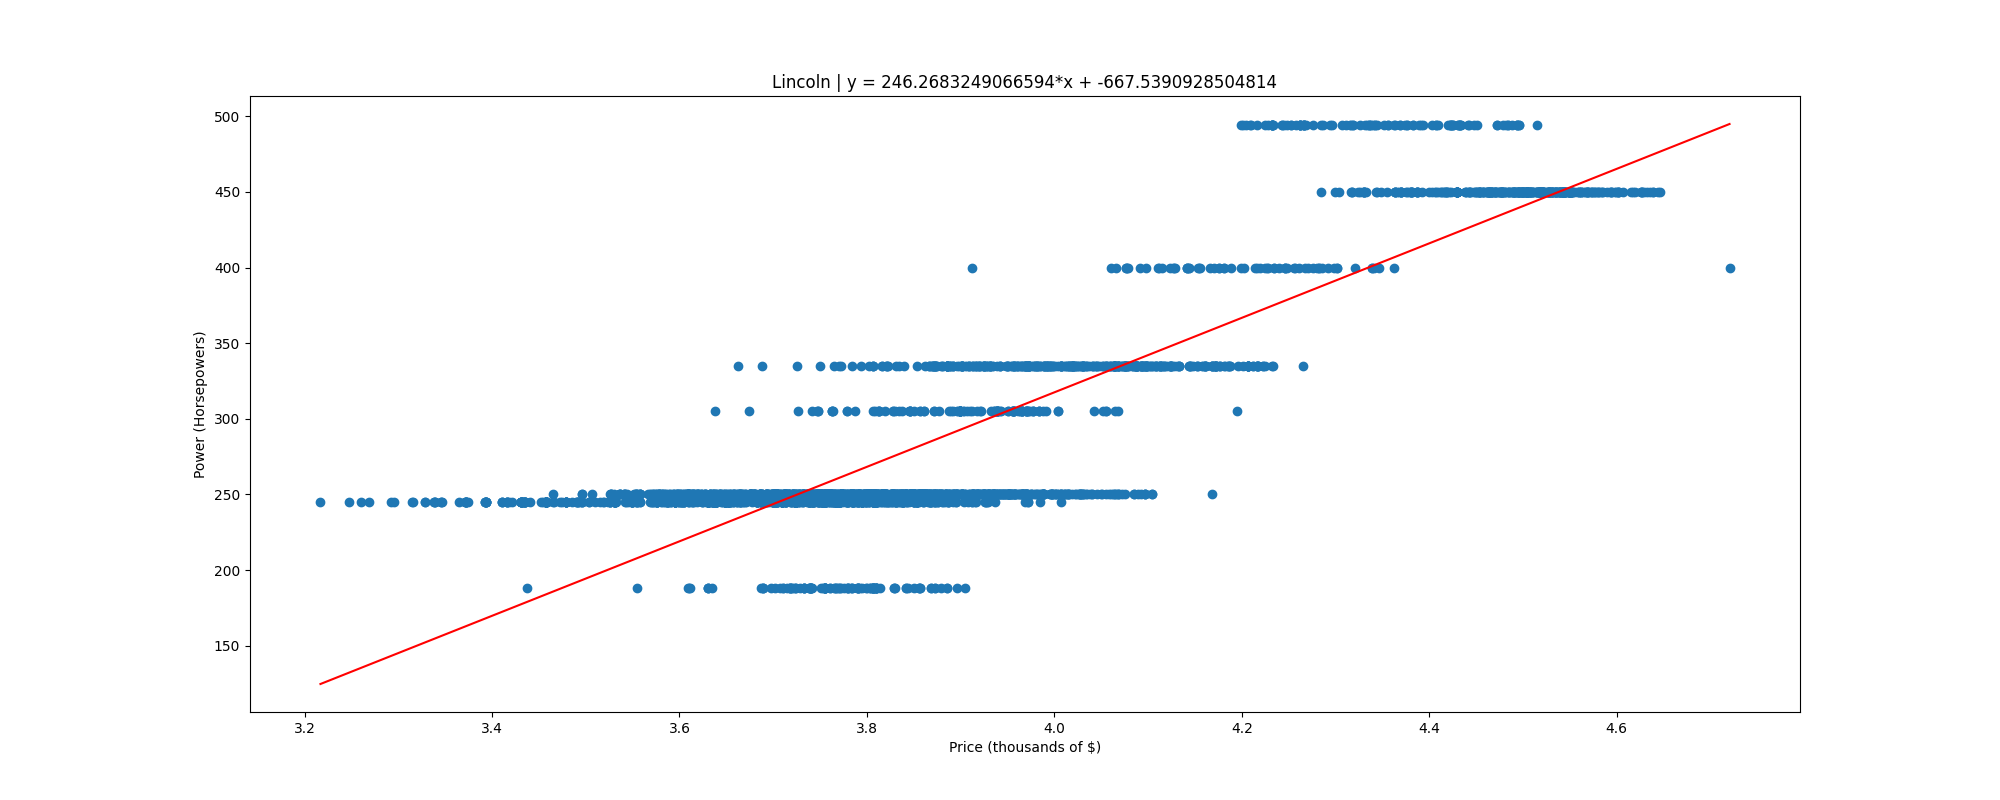 Lincoln | y = 246.2683249066594*x + -667.5390928504814
500
450
400
350
300
250
200
150
Power (Horsepowers)
3.2 3.4 3.6 3.8 4.0 4.2 4.4 4.6
Price (thousands of $)